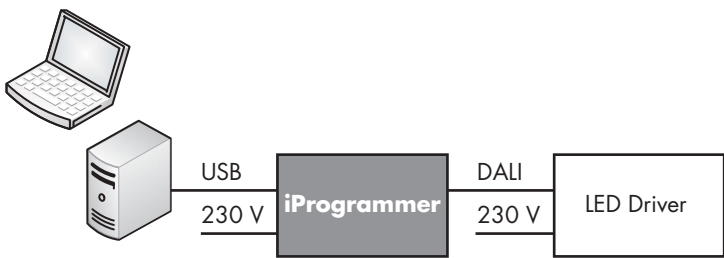 USB
230 V
iProgrammer
DALI
230 V
LED Driver